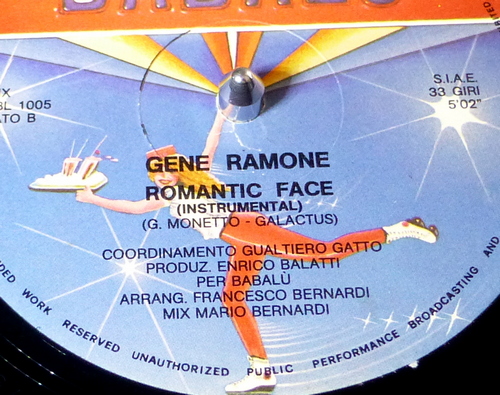 S.I.A.E.
33 GIRI
5'02"
BL 1005
GENE RAMONE
ROMANTIC FACE
(INSTRUMENTAL)
(G. MONETTO - GALACTUS)
COORDINAMENTO GUALTIERO GATTO
PRODUZ. ENRICO BALATTI
PER BABALÙ
ARRANG. FRANCESCO BERNARDI
MIX MARIO BERNARDI
WORK RESERVED UNAUTHORIZED PUBLIC PERFORMANCE BROADCASTING AND